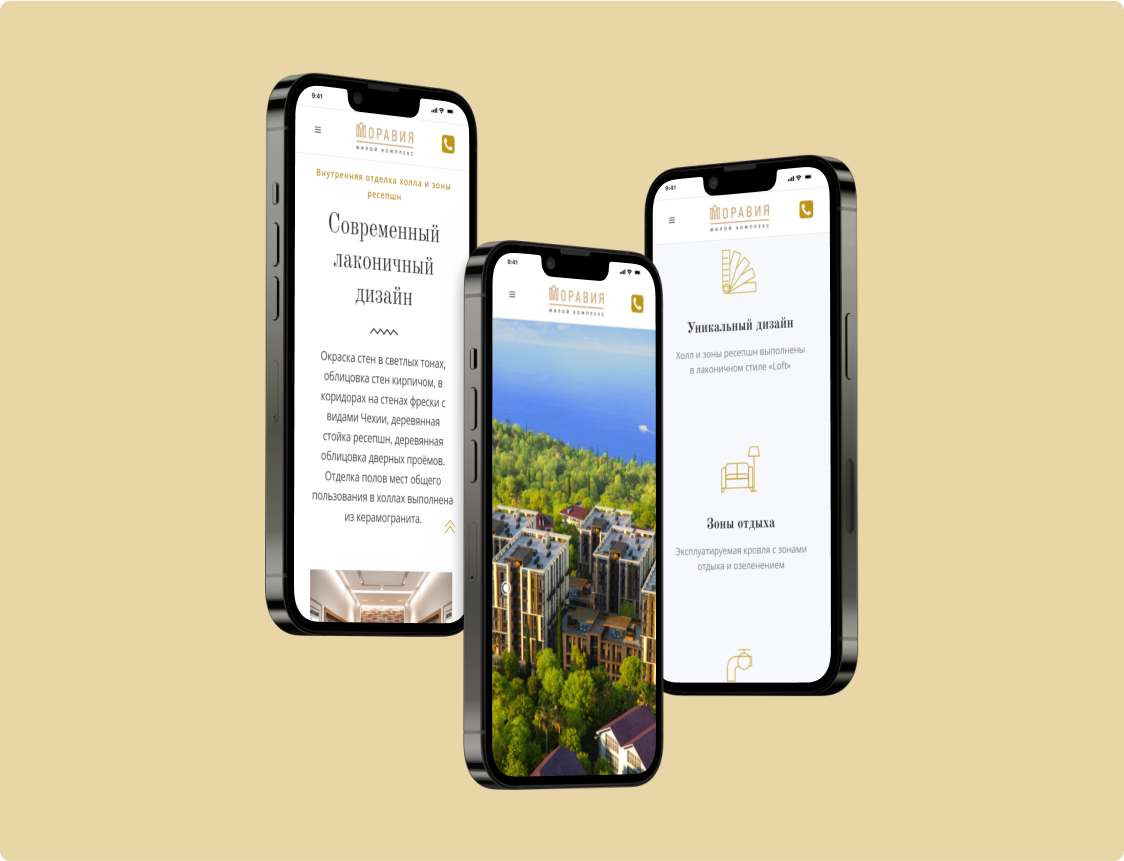 9:41
МОРАВИЯ
ЖИЛОЙ КОМПЛЕКС
Внутренняя отделка холла и зоны
ресепшн
Современный
лаконичный
дизайн
Окраска стен в светлых тонах,
облицовка стен кирпичом, в
коридорах на стенах фрески с
видами Чехии, деревянная
стойка ресепшн, деревянная
облицовка дверных проёмов.
Отделка полов мест общего
пользования в холлах выполнена
из керамогранита.
9:41
МОРАВИЯ
ЖИЛОЙ КОМПЛЕКС
9:41
МОРАВИЯ
ЖИЛОЙ КОМПЛЕКС
Уникальный дизайн
Холл и зоны ресепшн выполнены
в лаконичном стиле «Loft»
Зоны отдыха
Эксплуатируемая кровля с зонами
отдыха и озеленением